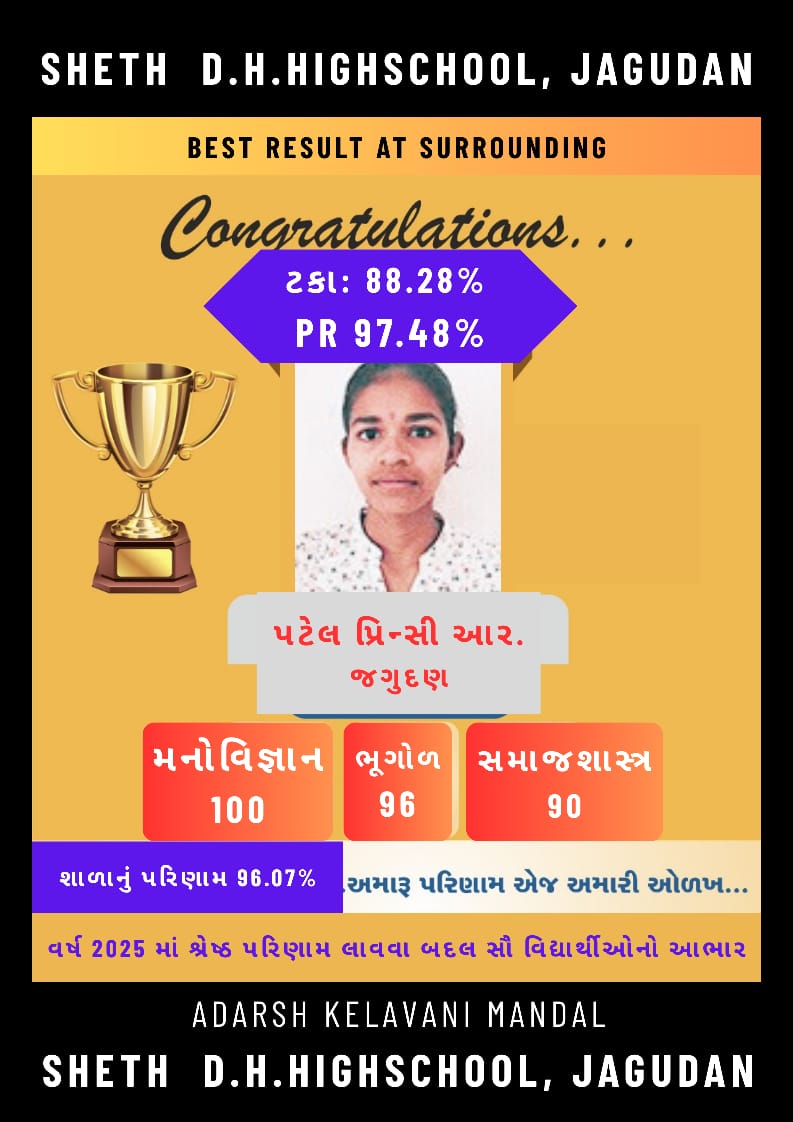 SHETH D.H.HIGHSCHOOL, JAGUDAN
BEST RESULT AT SURROUNDING
Congratulations...
ટકા: 88.28%
PR 97.48%
પટેલ પ્રિન્સી આર.
જગુદણ
મનોવિજ્ઞાન
100
ભૂગોળ
96
સમાજશાસ્ત્ર
90
શાળાનું પરિણામ 96.07%
.અમારૂ પરિણામ એજ અમારી ઓળખ...
વર્ષ 2025 માં શ્રેષ્ઠ પરિણામ લાવવા બદલ સૌ વિદ્યાર્થીઓનો આભાર
ADARSH KELAVANI MANDAL
SHETH D.H.HIGHSCHOOL, JAGUDAN